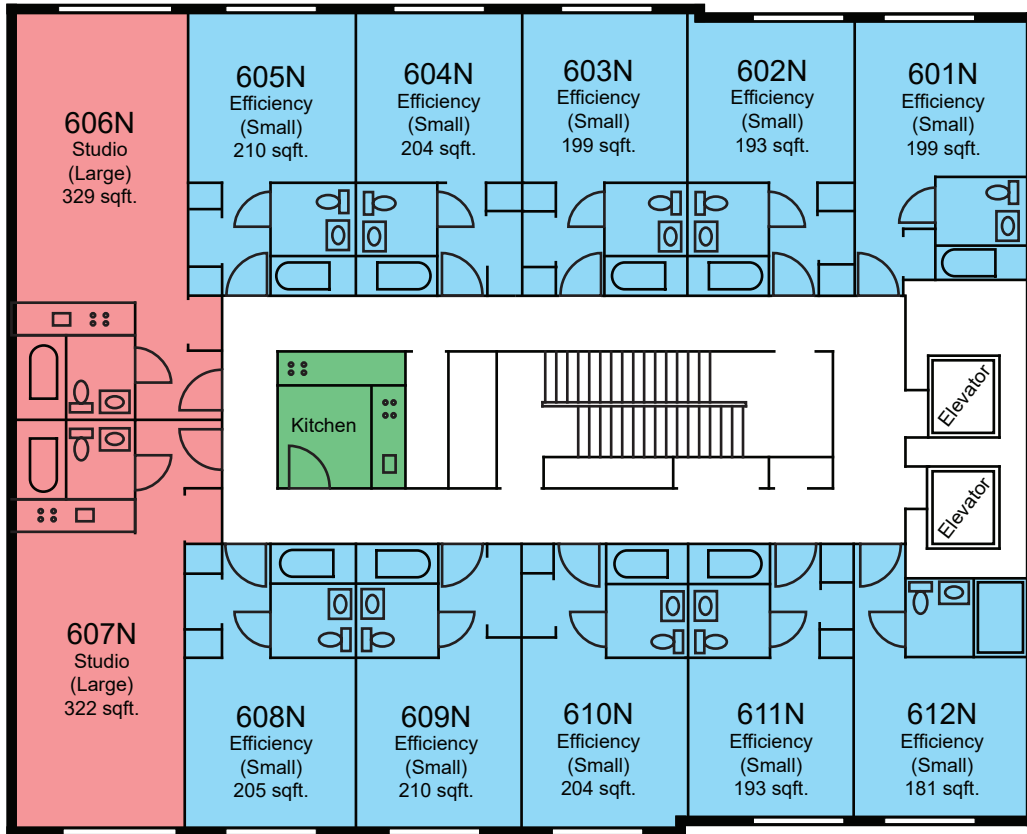 606N
Studio
(Large)
329 sqft.
605N
Efficiency
(Small)
210 sqft.
604N
Efficiency
(Small)
204 sqft.
603N
Efficiency
(Small)
199 sqft.
602N
Efficiency
(Small)
193 sqft.
601N
Efficiency
(Small)
199 sqft.
Kitchen
Elevator
Elevator
607N
Studio
(Large)
322 sqft.
608N
Efficiency
(Small)
205 sqft.
609N
Efficiency
(Small)
210 sqft.
610N
Efficiency
(Small)
204 sqft.
611N
Efficiency
(Small)
193 sqft.
612N
Efficiency
(Small)
181 sqft.